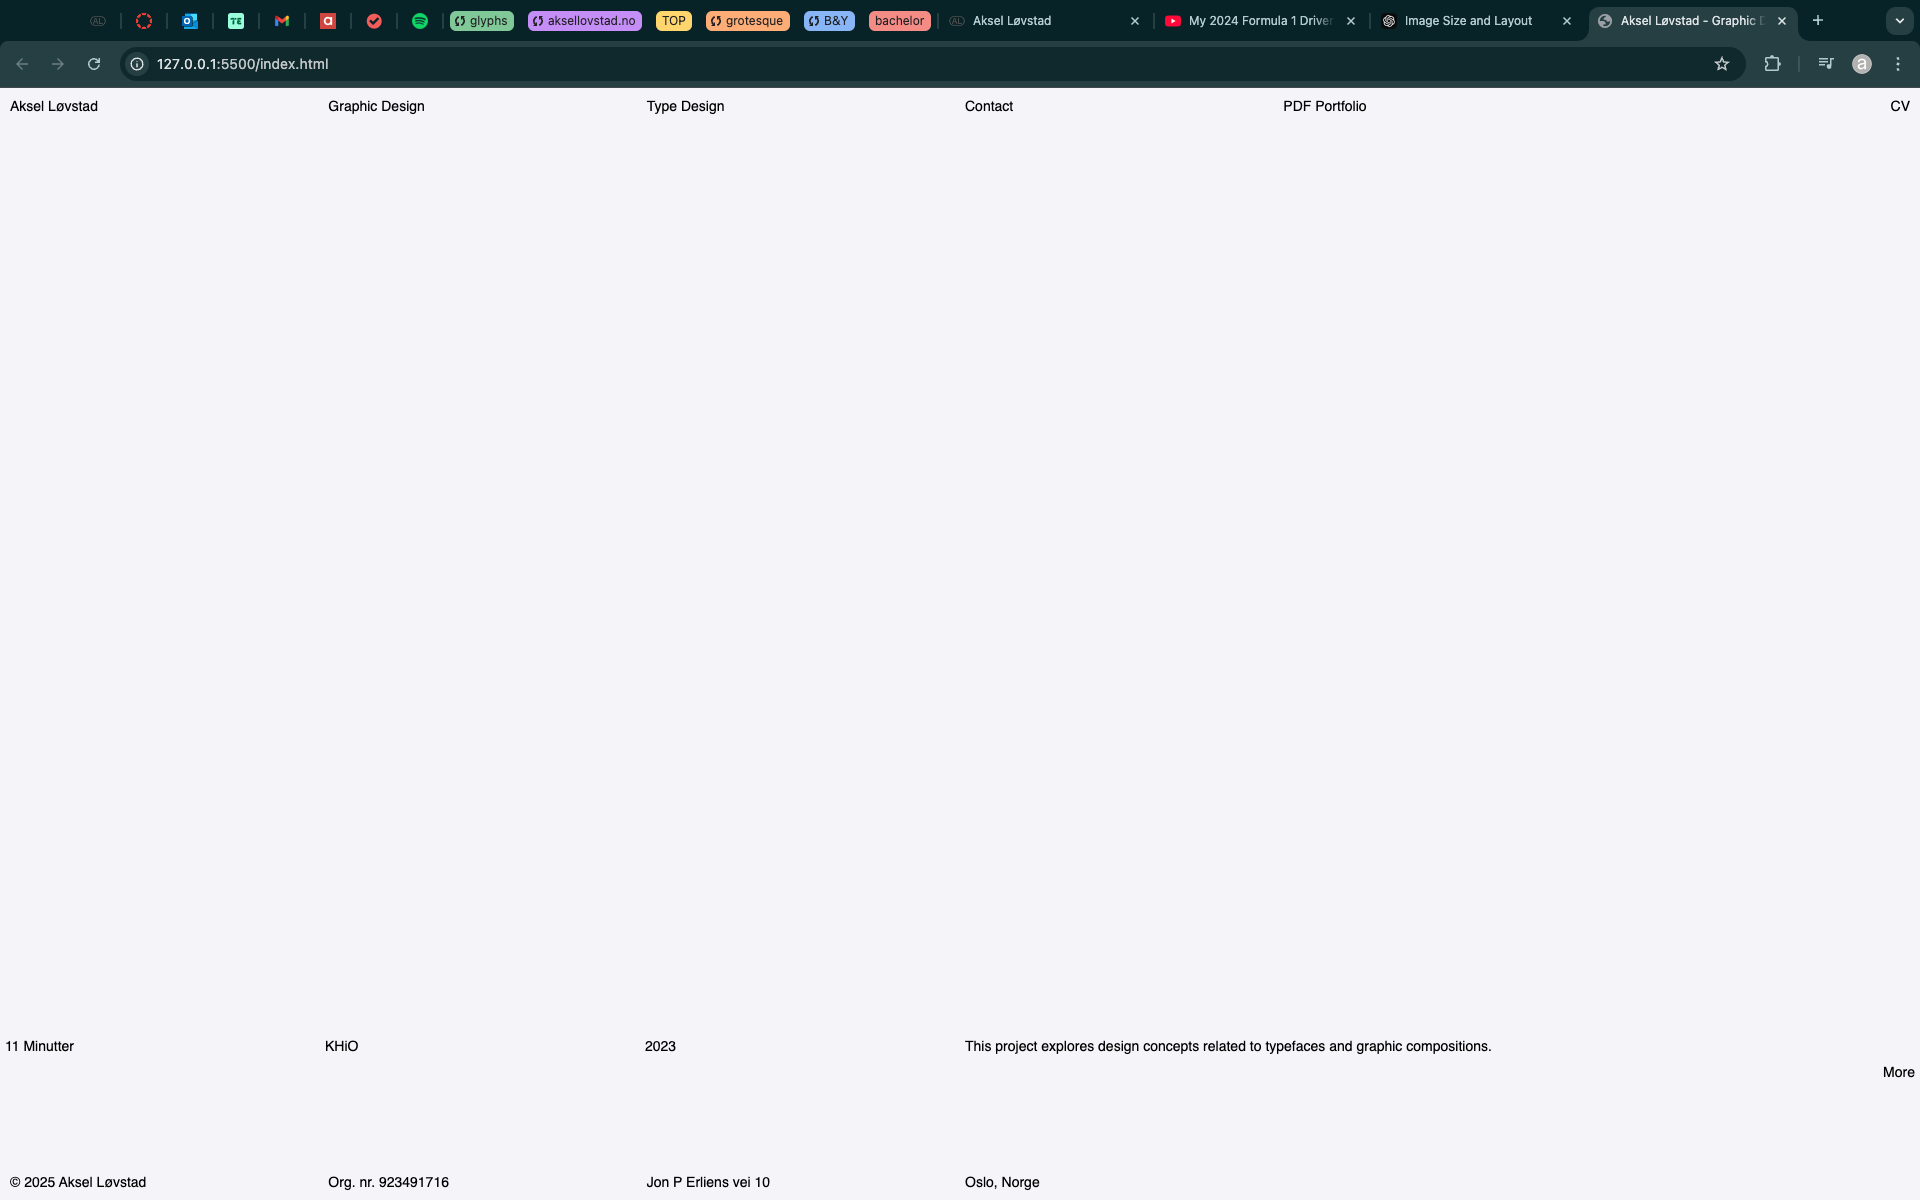 glyphs aksellovstad.no TOP grotesque B&Y bachelor Aksel Løvstad My 2024 Formula 1 Driver Image Size and Layout Aksel Løvstad - Graphic D
127.0.0.1:5500/index.html a
Aksel Løvstad Graphic Design Type Design Contact PDF Portfolio CV
11 Minutter KHiO 2023 This project explores design concepts related to typefaces and graphic compositions.
More
© 2025 Aksel Løvstad Org. nr. 923491716 Jon P Erliens vei 10 Oslo, Norge